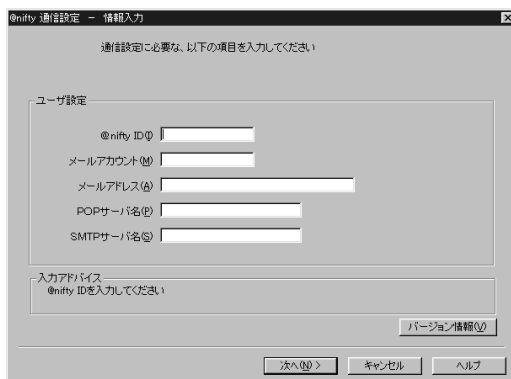 @nifty 通信設定 － 情報入力
通信設定に必要な、以下の項目を入力してください
ユーザ設定
@nifty ID(I)
メールアカウント(M)
メールアドレス(A)
POPサーバ名(P)
SMTPサーバ名(S)
入力アドバイス
@nifty IDを入力してください
バージョン情報(V)
次へ(N) > キャンセル ヘルプ